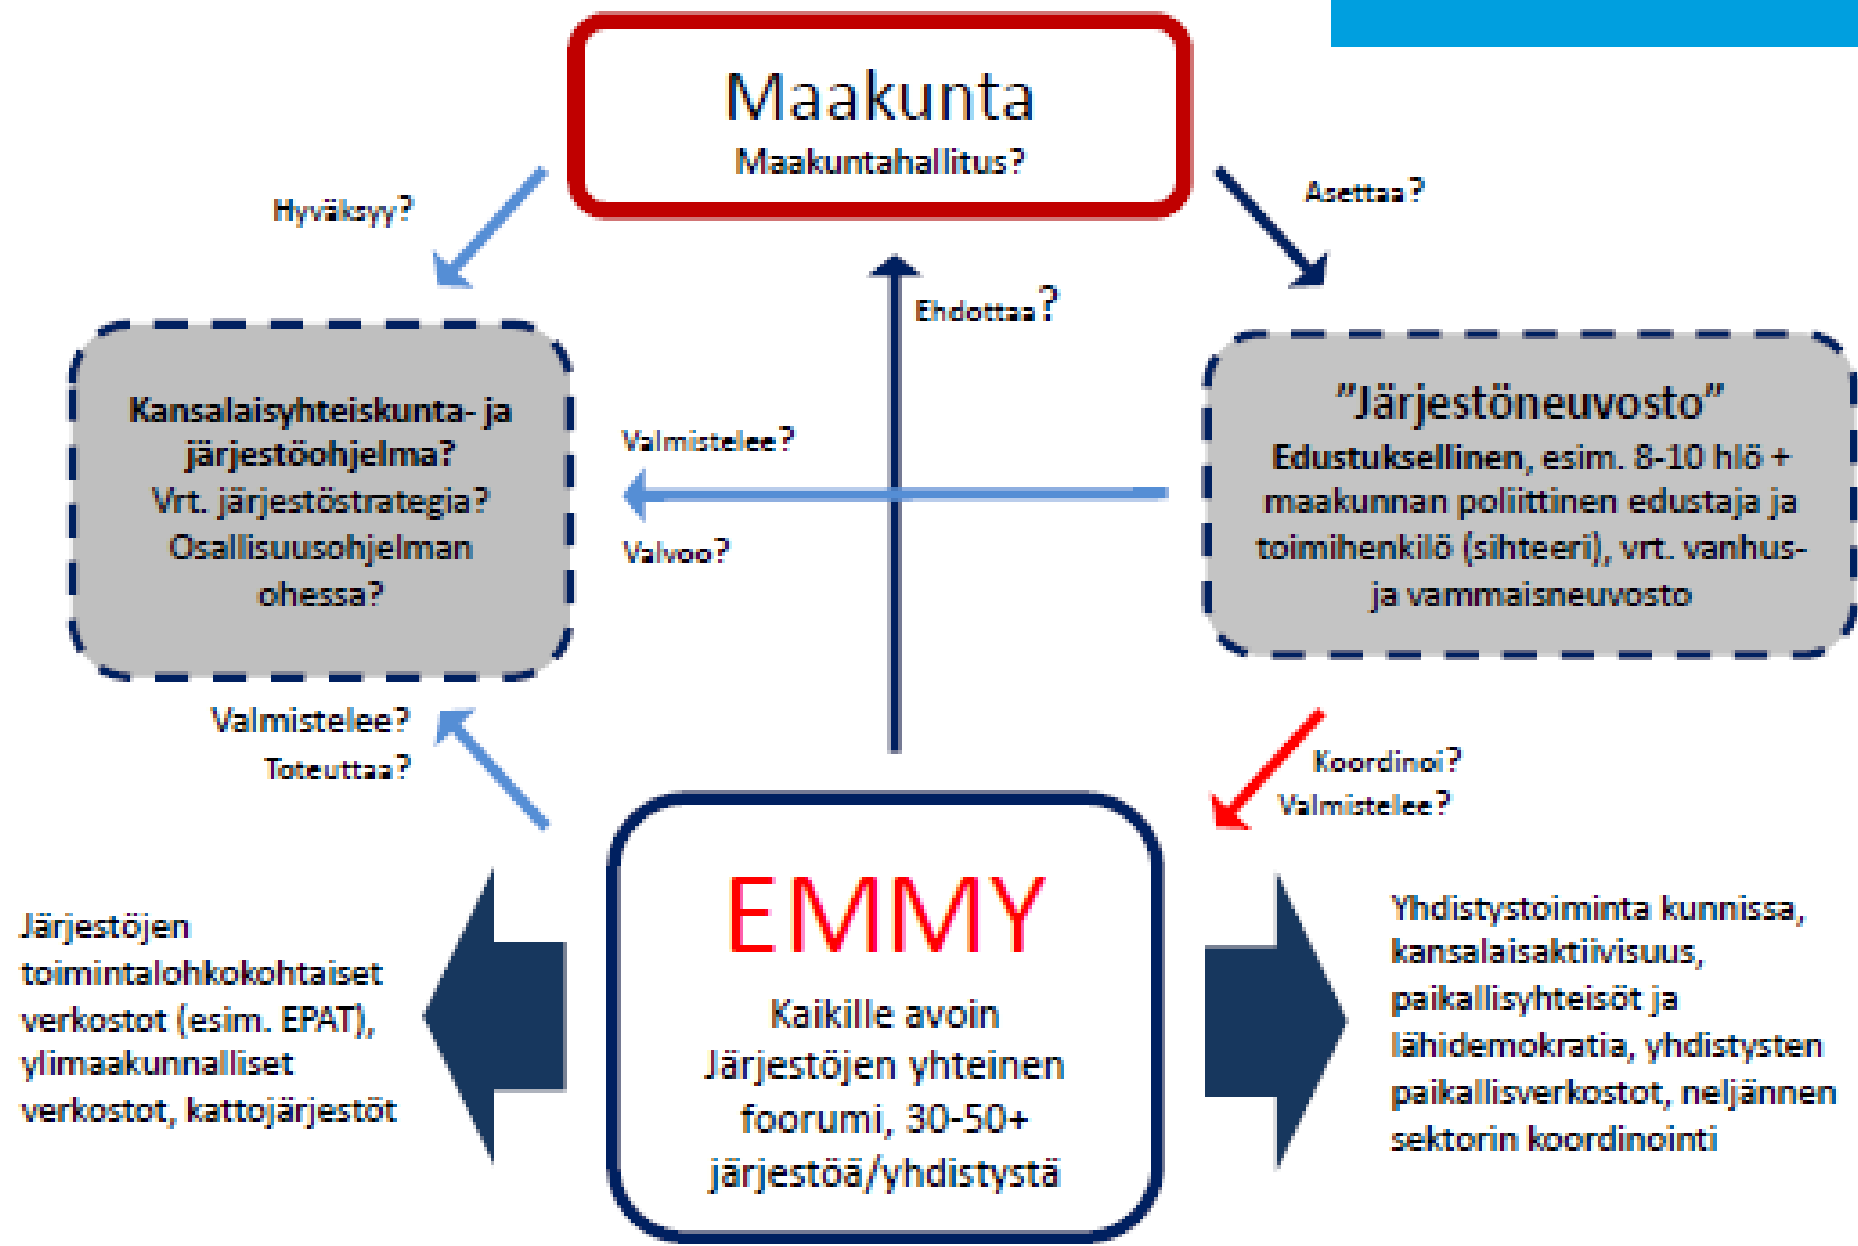 Maakunta
Maakuntahallitus?
Hyväksyy?
Asettaa?
Ehdottaa?
Kansalaisyhteiskunta- ja
järjestöohjelma?
Vrt. järjestöstrategia?
Osallisuusohjelman
ohessa?
Valmistelee?
Valvoo?
”Järjestöneuvosto”
Edustuksellinen, esim. 8-10 hlö +
maakunnan poliittinen edustaja ja
toimihenkilö (sihteeri), vrt. vanhus-
ja vammaisneuvosto
Valmistelee?
Toteuttaa?
Koordinoi?
Valmistelee?
EMMY
Kaikille avoin
Järjestöjen yhteinen
foorumi, 30-50+
järjestöä/yhdistystä
Järjestöjen
toimintalohkokohtaiset
verkostot (esim. EPAT),
ylimaakunnalliset
verkostot, kattojärjestöt
Yhdistystoiminta kunnissa,
kansalaisaktiivisuus,
paikallisyhteisöt ja
lähidemokratia, yhdistysten
paikallisverkostot, neljännen
sektorin koordinointi